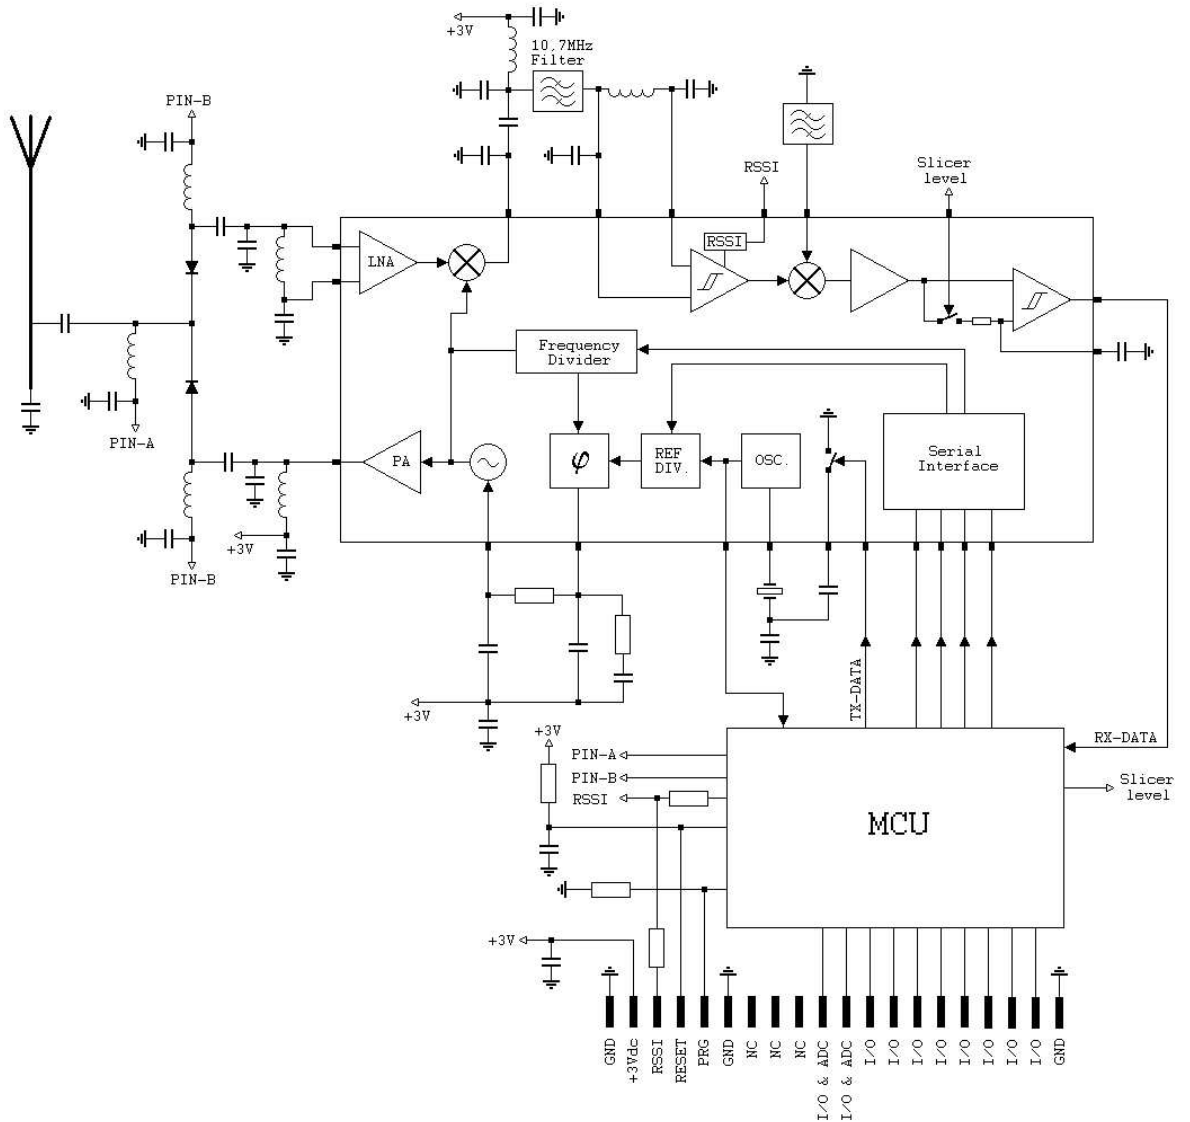 +3V
10.7MHz
Filter
PIN-B
RSSI
Slicer
level
RSSI
LNA
Frequency
Divider
PIN-A
PA
φ
REF
DIV.
OSC.
Serial
Interface
+3V
PIN-B
TX-DATA
+3V
+3V
RX-DATA
PIN-A
PIN-B
RSSI
Slicer
level
MCU
+3V
GND
+3Vdc
RSSI
RESET
PRG
GND
NC
NC
NC
I/O & ADC
I/O & ADC
I/O
I/O
I/O
I/O
I/O
I/O
I/O
I/O
GND